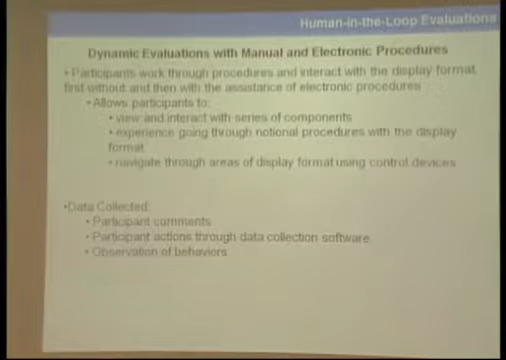 Human-in-the-Loop Evaluations
Dynamic Evaluations with Manual and Electronic Procedures
•Participants work through procedures and interact with the display format,
first without and then with the assistance of electronic procedures
•Allows participants to:
•view and interact with series of components
•experience going through notional procedures with the display
format
•navigate through areas of display format using control devices
•Data Collected:
•Participant comments
•Participant actions through data collection software
•Observation of behaviors